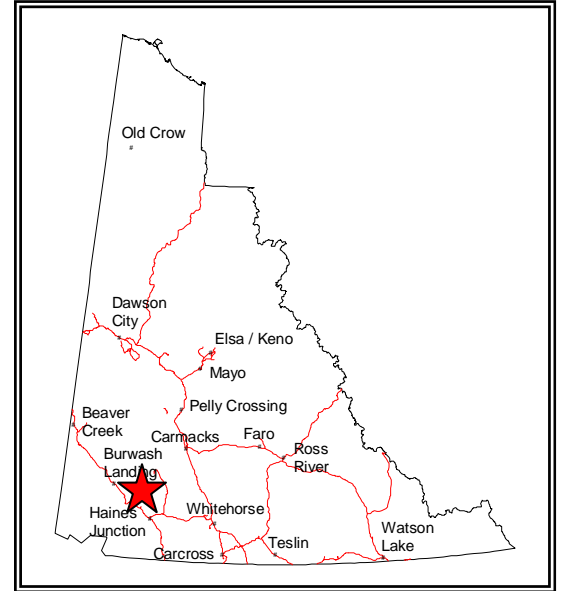 Old Crow
Dawson
City
Elsa / Keno
Mayo
Pelly Crossing
Beaver
Creek
Carmacks
Faro
Ross
River
Burwash
Landing
Haines
Junction
Whitehorse
Watson
Lake
Teslin
Carcross